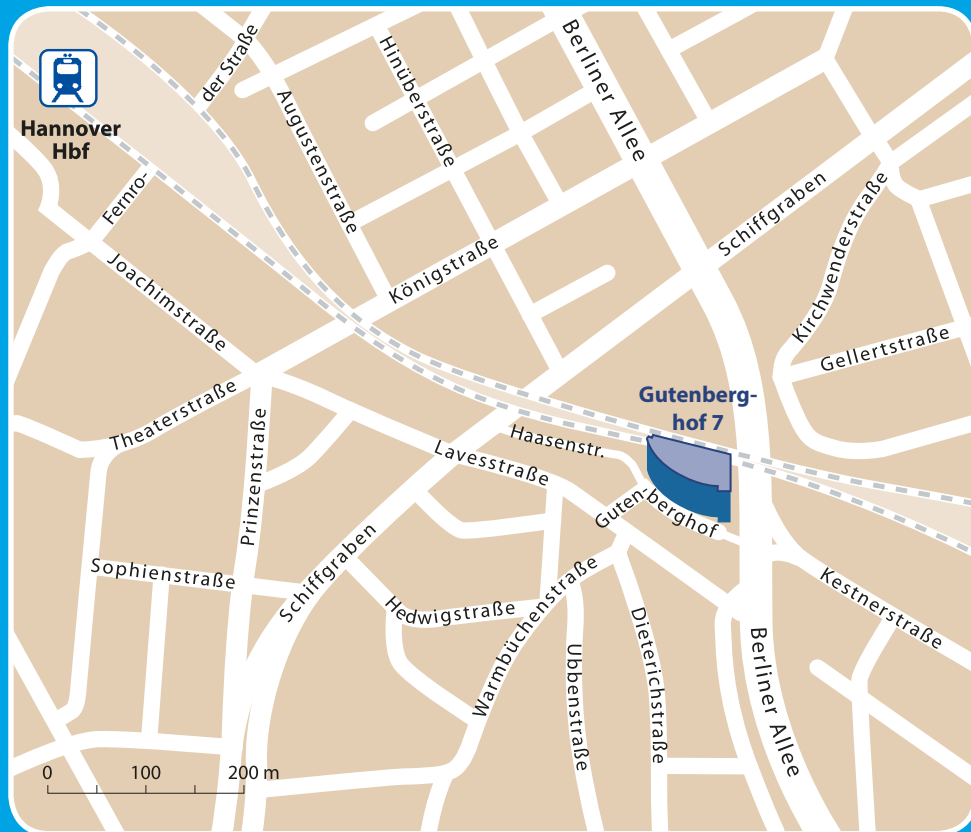 der Straße
Hinüberstraße
Berliner Allee
Hannover
Hbf
Augustenstraße
Fernro-
Schiffgraben
Kirchwenderstraße
Königstraße
Joachimstraße
Gellertstraße
Theaterstraße
Gutenberg-
hof 7
Prinzenstraße
Haasenstr.
Lavesstraße
Guten-
berghof
Sophienstraße
Schiffgraben
Hedwigstraße
Warmbüchenstraße
Kestnerstraße
Ubbenstraße
Dieterichstraße
Berliner Allee
0 100 200 m